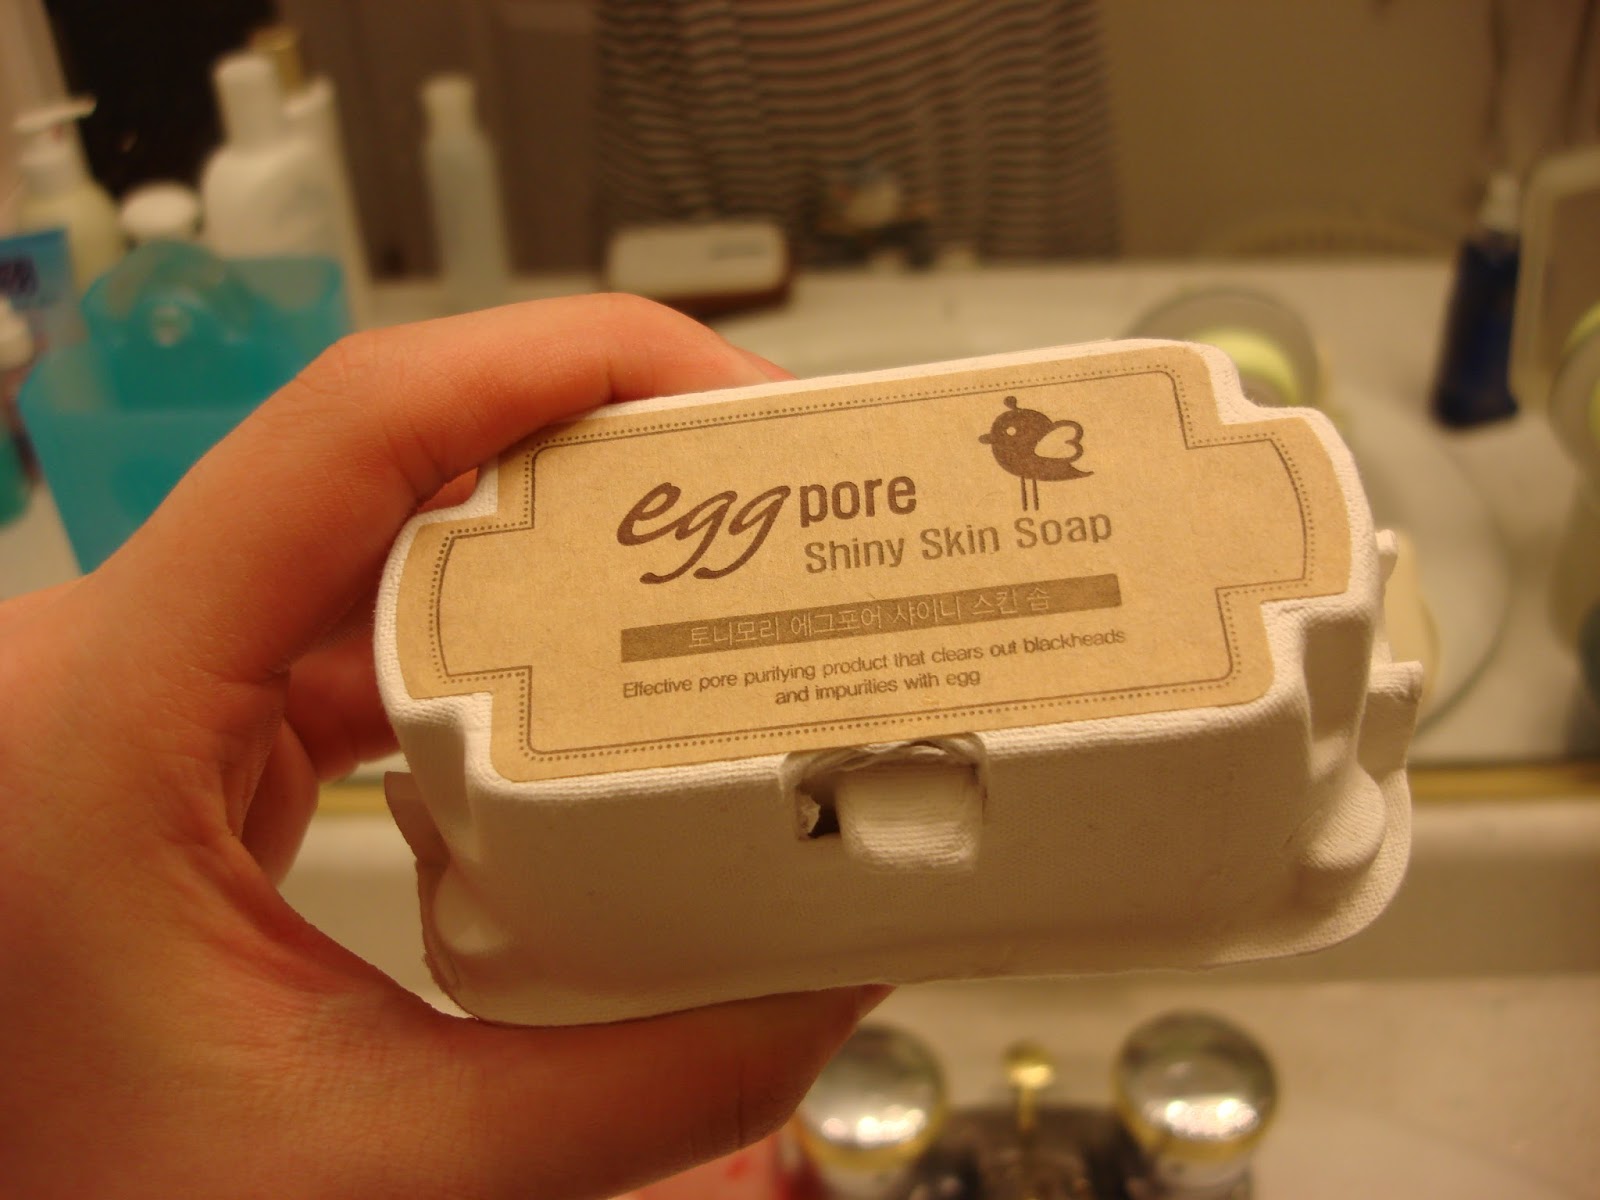 egg pore
Shiny Skin Soap
토니모리 에그포어 샤이니 스킨 솝
Effective pore purifying product that clears out blackheads
and impurities with egg